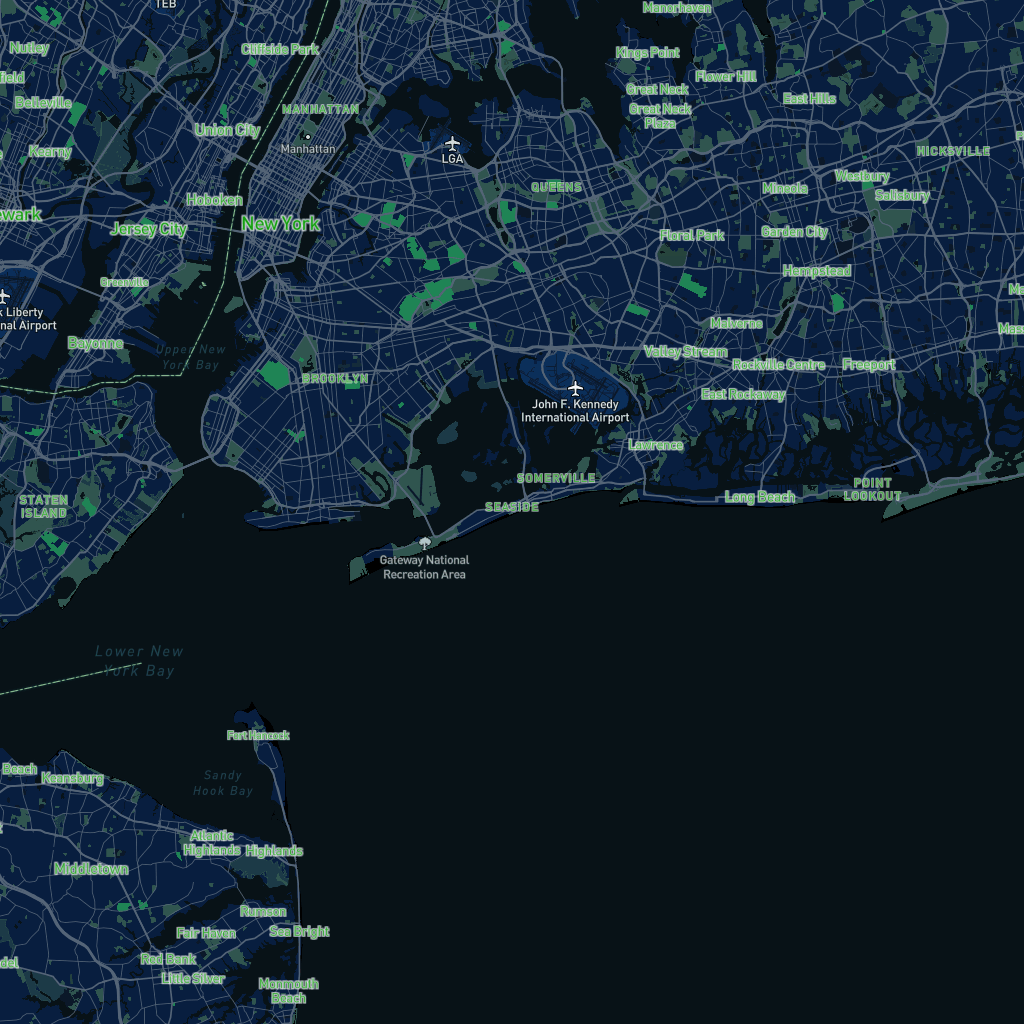 TEB
Manorhaven
Nutley
Cliffside Park
Kings Point
field
Flower Hill
Great Neck
Belleville
MANHATTAN
Great Neck
Plaza
East Hills
Union City
Manhattan
LGA
Kearny
HICKSVILLE
QUEENS
Mineola
Westbury
Salisbury
Hoboken
ewark
Jersey City
New York
Floral Park
Garden City
Greenville
Hempstead
k Liberty
nal Airport
Malverne
Mass
Bayonne
Upper New
York Bay
Valley Stream
BROOKLYN
Rockville Centre
Freeport
East Rockaway
John F. Kennedy
International Airport
Lawrence
SOMERVILLE
POINT
LOOKOUT
STATEN
ISLAND
Long Beach
SEASIDE
Gateway National
Recreation Area
Lower New
York Bay
Fort Hancock
Beach
Keansburg
Sandy
Hook Bay
Atlantic
Highlands
Highlands
Middletown
Rumson
Fair Haven
Sea Bright
Red Bank
del
Little Silver
Monmouth
Beach